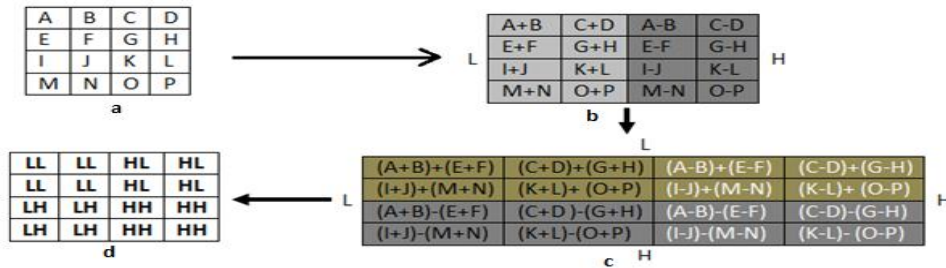 A B C D
E F G H
I J K L
M N O P
a
A+B C+D A-B C-D
E+F G+H E-F G-H
I+J K+L I-J K-L
M+N O+P M-N O-P
L
H
b
L
(A+B)+(E+F) (C+D)+(G+H) (A-B)+(E-F) (C-D)+(G-H)
(I+J)+(M+N) (K+L)+ (O+P) (I-J)+(M-N) (K-L)+ (O-P)
(A+B)-(E+F) (C+D )-(G+H) (A-B)-(E-F) (C-D)-(G-H)
(I+J)-(M+N) (K+L)-(O+P) (I-J)-(M-N) (K-L)- (O-P)
L
H
c
H
LL LL HL HL
LL LL HL HL
LH LH HH HH
LH LH HH HH
d